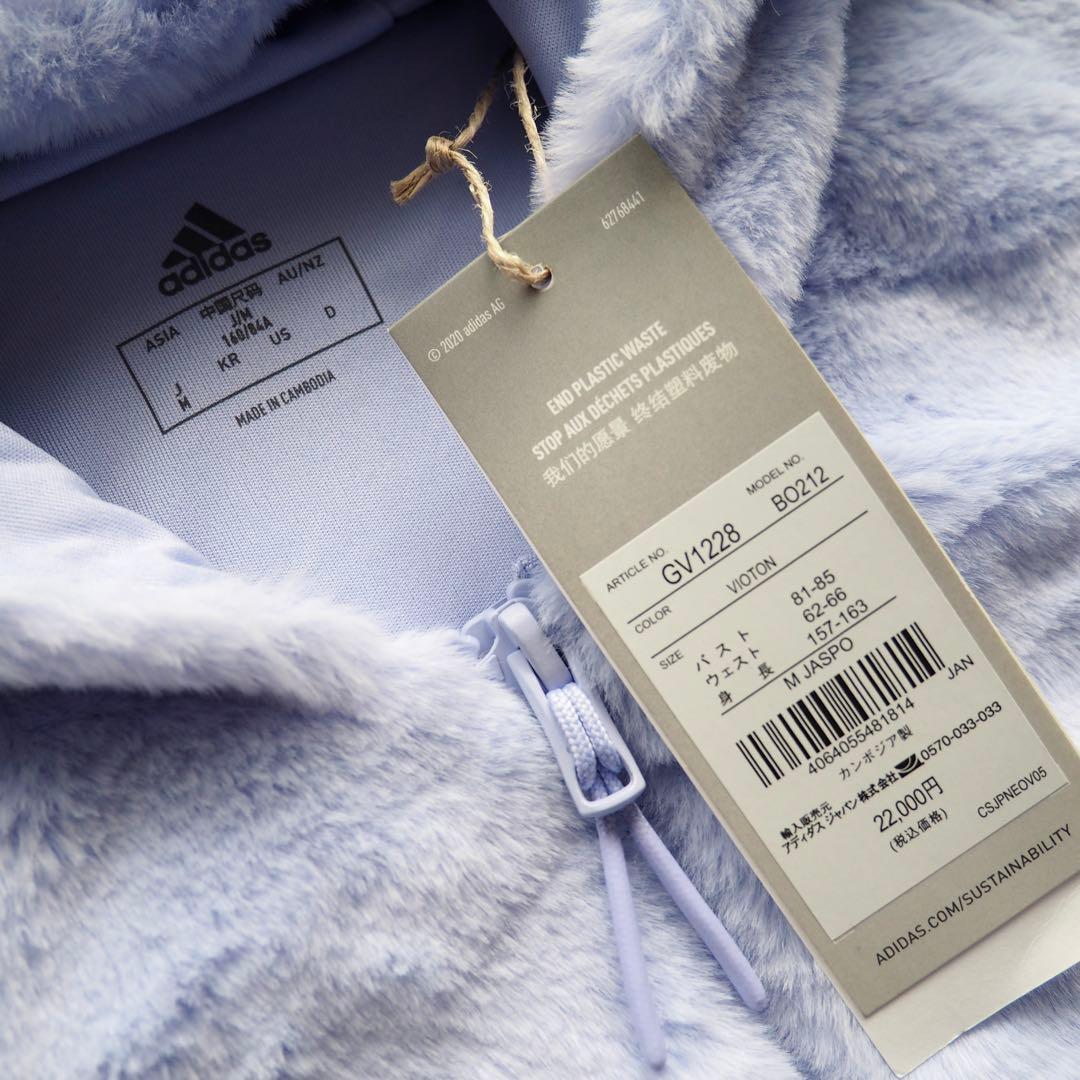 adidas
ASIA 中国尺码 AU/NZ
J/M
160/84A
KR US D
J
M
MADE IN CAMBODIA
62768441
© 2020 adidas AG
END PLASTIC WASTE
STOP AUX DÉCHETS PLASTIQUES
我们的愿景 终结塑料废物
ARTICLE NO. MODEL NO.
GV1228 BO212
COLOR VIOTON
SIZE バスト 81-85
ウェスト 62-66
身長 157-163
M JASPO
JAN
4064055481814
カンボジア製
輸入販売元
アディダス ジャパン株式会社 0570-033-033
22,000円
(税込価格)
CSJPNEOV05
ADIDAS.COM/SUSTAINABILITY